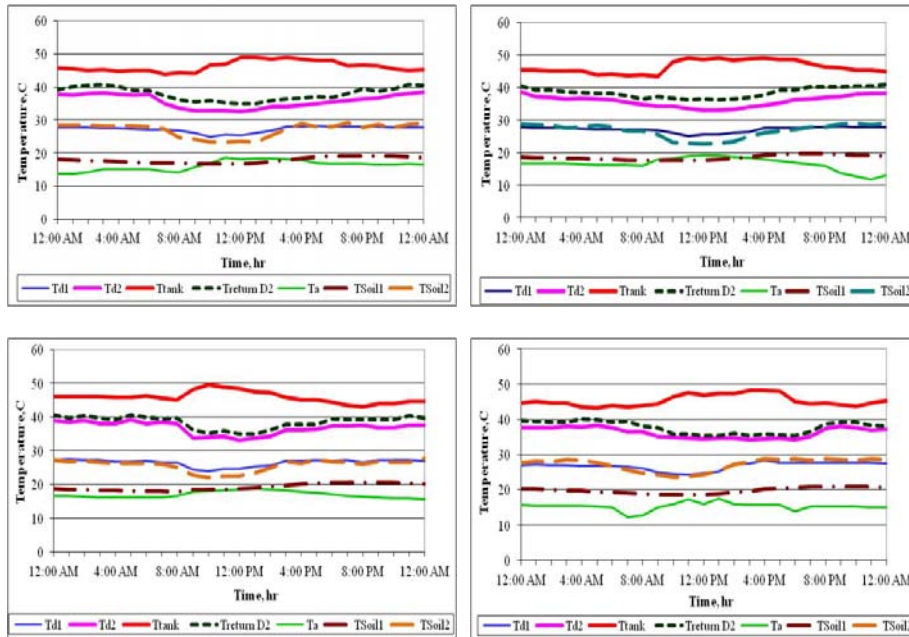 60
50
40
30
20
10
0
Temperature, C
12:00 AM 4:00 AM 8:00 AM 12:00 PM 4:00 PM 8:00 PM 12:00 AM
Time, hr
Td1 Td2 Ttank Treturn D2 Ta TSoil1 TSoil2
60
50
40
30
20
10
0
Temperature, C
12:00 AM 4:00 AM 8:00 AM 12:00 PM 4:00 PM 8:00 PM 12:00 AM
Time, hr
Td1 Td2 Ttank Treturn D2 Ta TSoil1 TSoil2
60
50
40
30
20
10
0
Temperature,C
12:00 AM 4:00 AM 8:00 AM 12:00 PM 4:00 PM 8:00 PM 12:00 AM
Time, hr
Td1 Td2 Ttank Treturn D2 Ta TSoil1 TSoil2
60
50
40
30
20
10
0
Temperature,C
12:00 AM 4:00 AM 8:00 AM 12:00 PM 4:00 PM 8:00 PM 12:00 AM
Time, hr
Td1 Td2 Ttank Treturn D2 Ta TSoil1 TSoil2